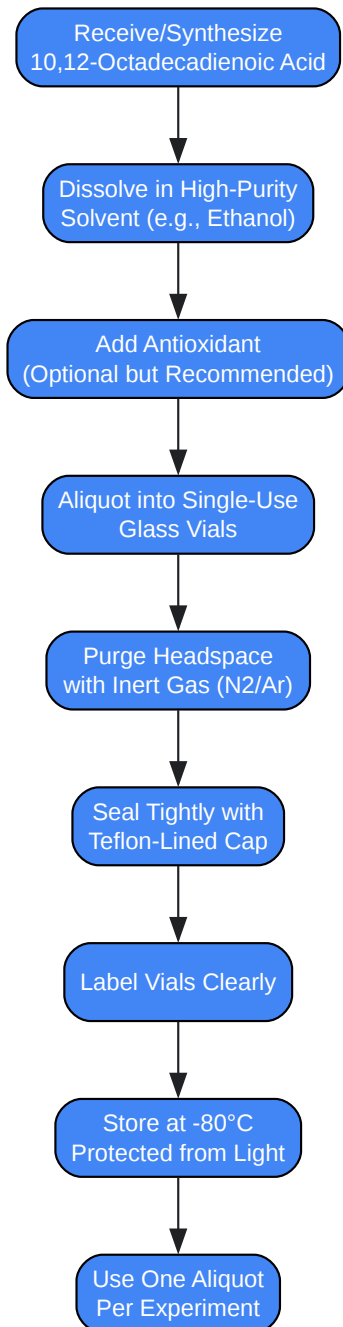 Receive/Synthesize
10,12-Octadecadienoic Acid
Dissolve in High-Purity
Solvent (e.g., Ethanol)
Add Antioxidant
(Optional but Recommended)
Aliquot into Single-Use
Glass Vials
Purge Headspace
with Inert Gas (N2/Ar)
Seal Tightly with
Teflon-Lined Cap
Label Vials Clearly
Store at -80°C
Protected from Light
Use One Aliquot
Per Experiment